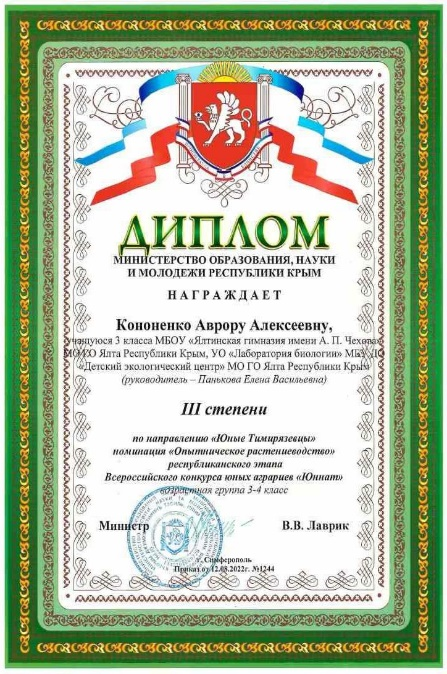 ДИПЛОМ
МИНИСТЕРСТВО ОБРАЗОВАНИЯ, НАУКИ
И МОЛОДЕЖИ РЕСПУБЛИКИ КРЫМ
НАГРАЖДАЕТ
Кононенко Аврору Алексеевну,
учащуюся 3 класса МБОУ «Ялтинская гимназия имени А. П. Чехова»
МО ГО Ялта Республики Крым, УО «Лаборатория биологии» МБУ ДО
«Детский экологический центр» МО ГО Ялта Республики Крым
(руководитель – Панькова Елена Васильевна)
III степени
по направлению «Юные Тимирязевцы»
номинация «Опытническое растениеводство»
республиканского этапа
Всероссийского конкурса юных аграриев «Юннат»
возрастная группа 3-4 класс
Министр В.В. Лаврик
г. Симферополь
Приказ от 12.08.2022г. №1244